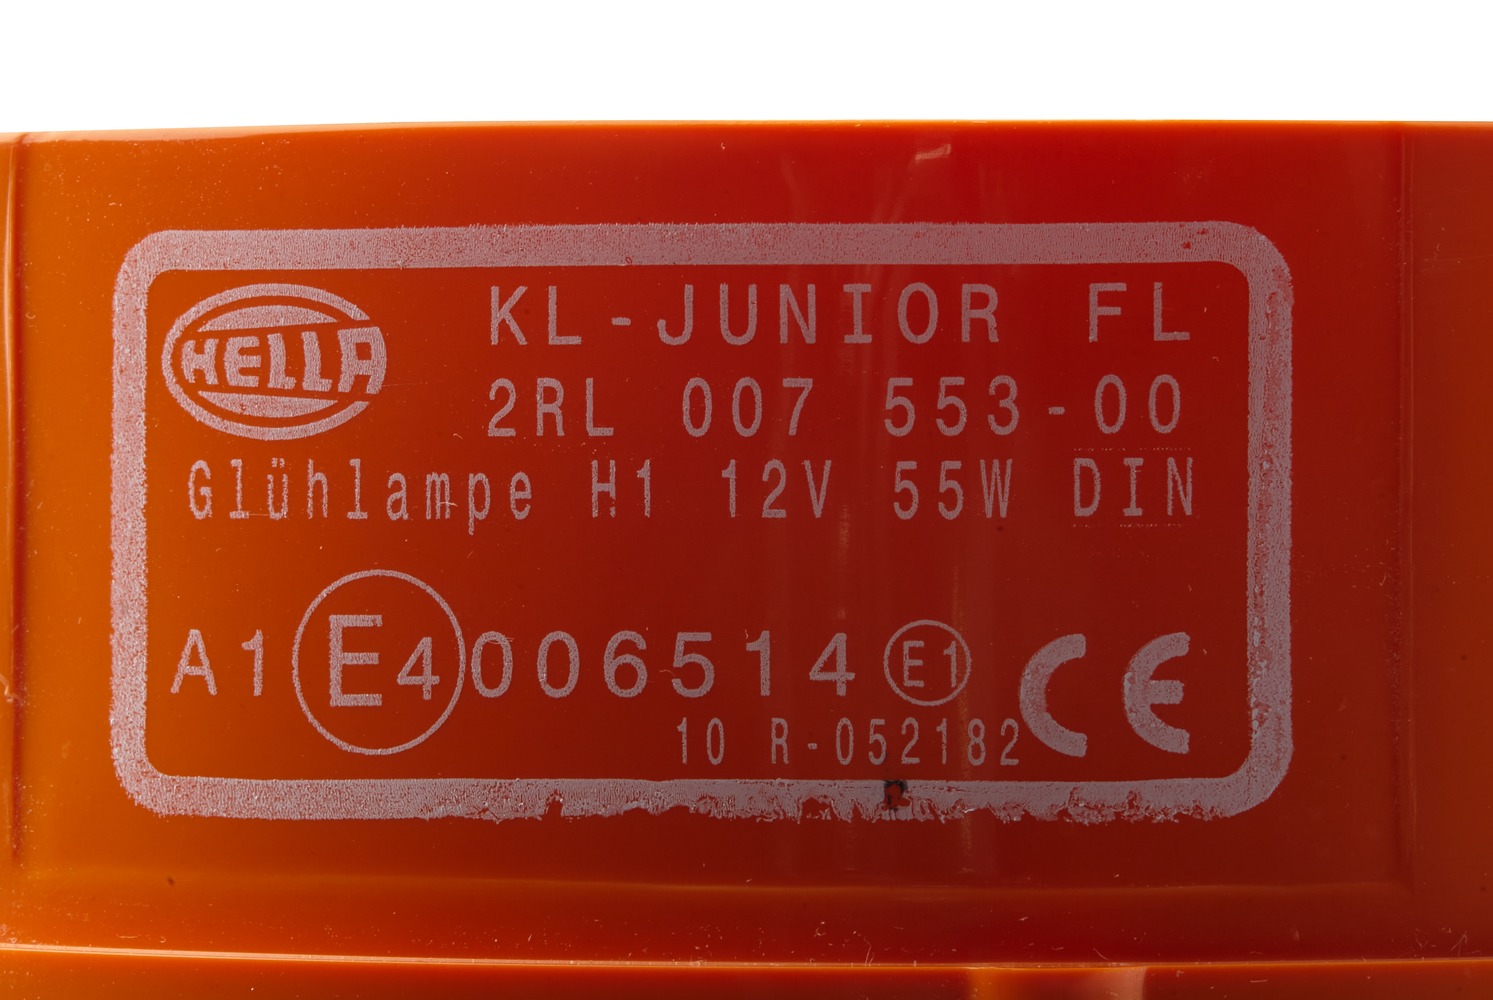 HELLA
KL-JUNIOR FL
2RL 007 553-00
Glühlampe H1 12V 55W DIN
A1 E4 006514 E1 CE
10 R-052182